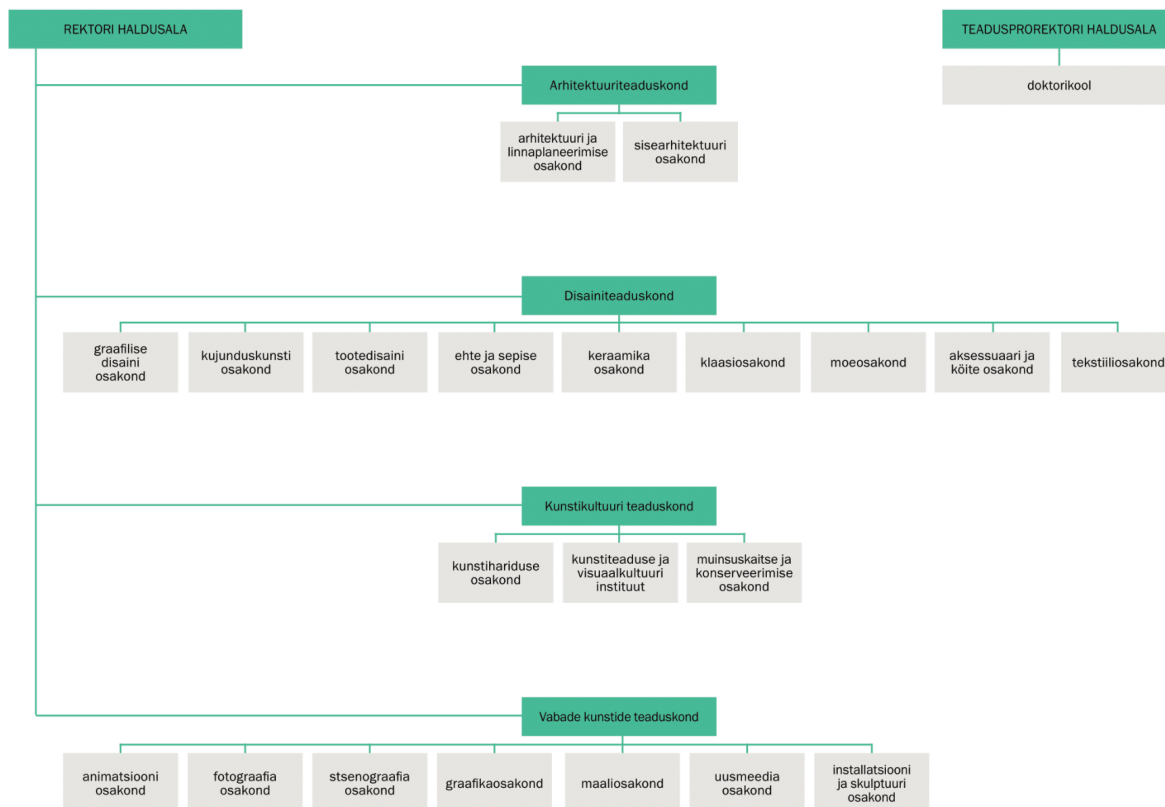 REKTORI HALDUSALA
TEADUSPROREKTORI HALDUSALA
doktorikool
Arhitektuuriteaduskond
arhitektuuri ja
linnaplaneerimise
osakond
sisearhitektuuri
osakond
Disainiteaduskond
graafilise
disaini
osakond
kujunduskunsti
osakond
tootedisaini
osakond
ehte ja sepise
osakond
keraamika
osakond
klaasiosakond
moeosakond
aksessuaari ja
köite osakond
tekstiiliosakond
Kunstikultuuri teaduskond
kunstihariduse
osakond
kunstiteaduse ja
visuaalkultuuri
instituut
muinsuskaitse ja
konserveerimise
osakond
Vabade kunstide teaduskond
animatsiooni
osakond
fotograafia
osakond
stsenograafia
osakond
graafikaosakond
maaliosakond
uusmeedia
osakond
installatsiooni
ja skulptuuri
osakond